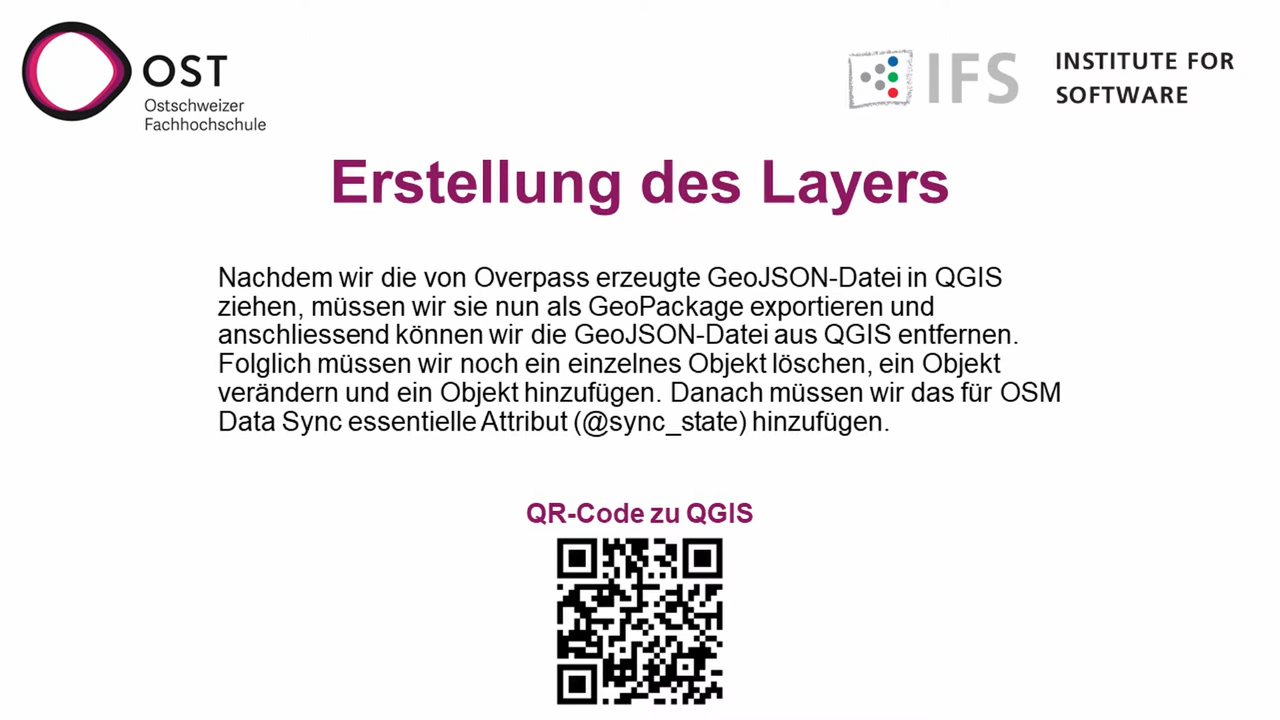 OST
Ostschweizer
Fachhochschule
IFS
INSTITUTE FOR
SOFTWARE
Erstellung des Layers
Nachdem wir die von Overpass erzeugte GeoJSON-Datei in QGIS
ziehen, müssen wir sie nun als GeoPackage exportieren und
anschliessend können wir die GeoJSON-Datei aus QGIS entfernen.
Folglich müssen wir noch ein einzelnes Objekt löschen, ein Objekt
verändern und ein Objekt hinzufügen. Danach müssen wir das für OSM
Data Sync essentielle Attribut (@sync_state) hinzufügen.
QR-Code zu QGIS